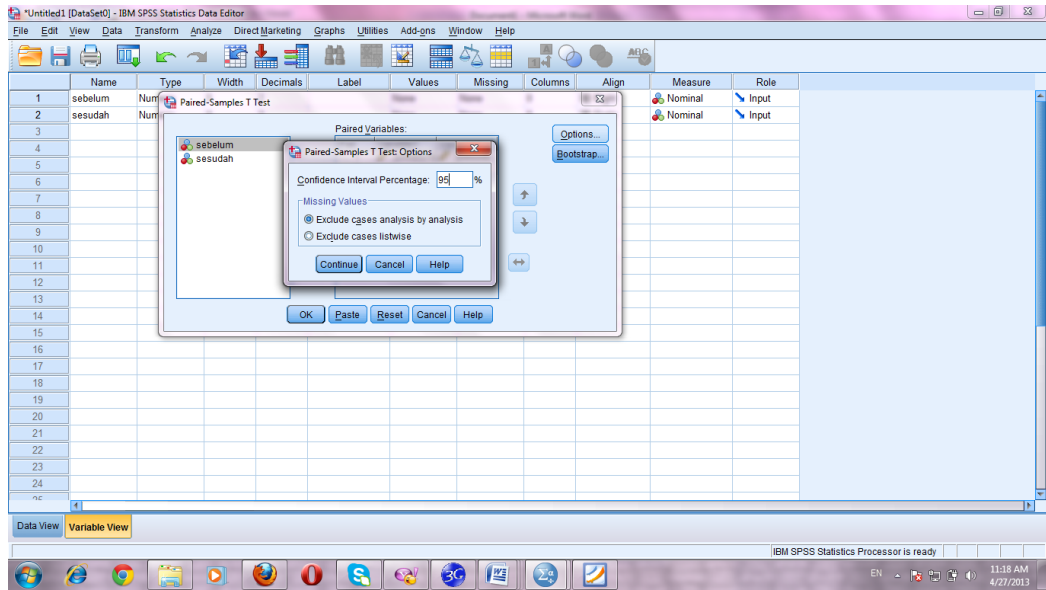 *Untitled1 [DataSet0] - IBM SPSS Statistics Data Editor
File Edit View Data Transform Analyze Direct Marketing Graphs Utilities Add-ons Window Help
Name Type Width Decimals Label Values Missing Columns Align Measure Role
1 sebelum Num Nominal Input
2 sesudah Num Nominal Input
3
4
5
6
7
8
9
10
11
12
13
14
15
16
17
18
19
20
21
22
23
24
Paired-Samples T Test
Paired Variables:
sebelum
sesudah
Options...
Bootstrap...
OK Paste Reset Cancel Help
Paired-Samples T Test: Options
Confidence Interval Percentage: 95 %
Missing Values
Exclude cases analysis by analysis
Exclude cases listwise
Continue Cancel Help
Data View Variable View
IBM SPSS Statistics Processor is ready
EN 11:18 AM
4/27/2013